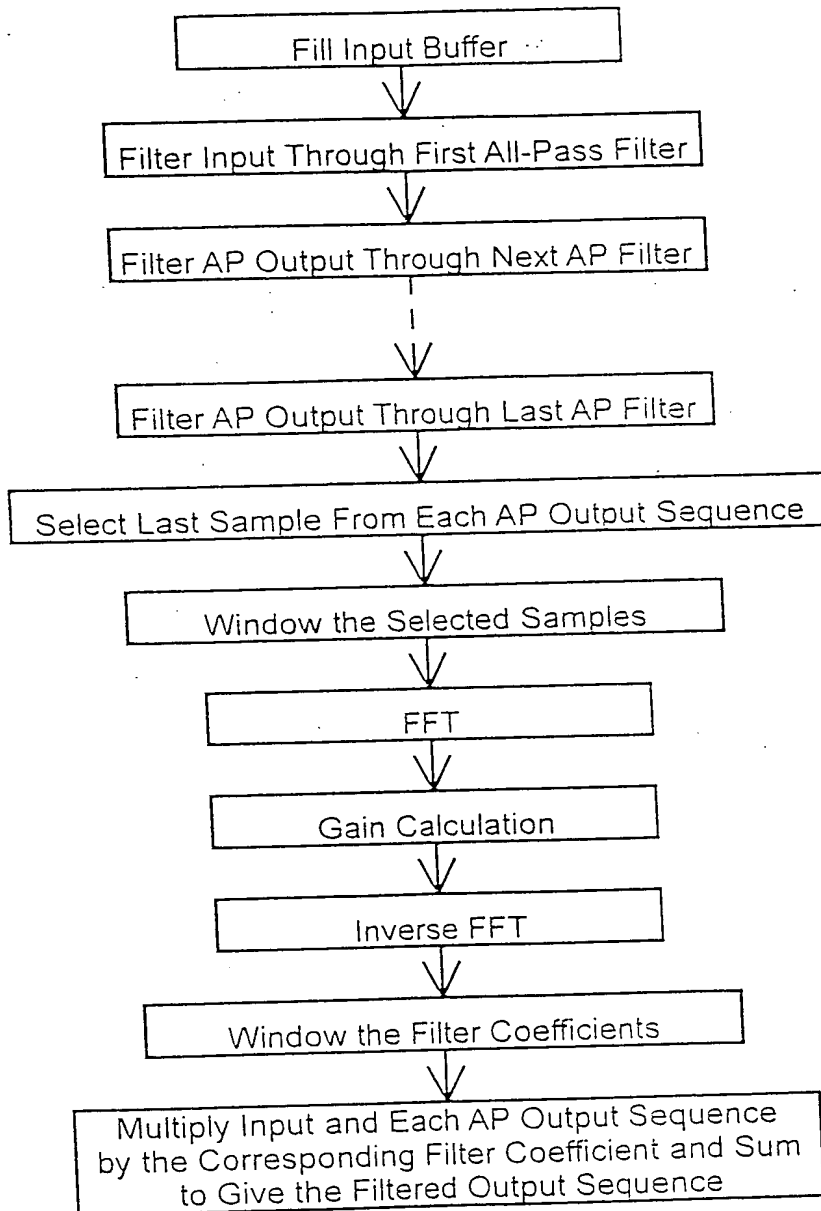 Fill Input Buffer
Filter Input Through First All-Pass Filter
Filter AP Output Through Next AP Filter
Filter AP Output Through Last AP Filter
Select Last Sample From Each AP Output Sequence
Window the Selected Samples
FFT
Gain Calculation
Inverse FFT
Window the Filter Coefficients
Multiply Input and Each AP Output Sequence
by the Corresponding Filter Coefficient and Sum
to Give the Filtered Output Sequence